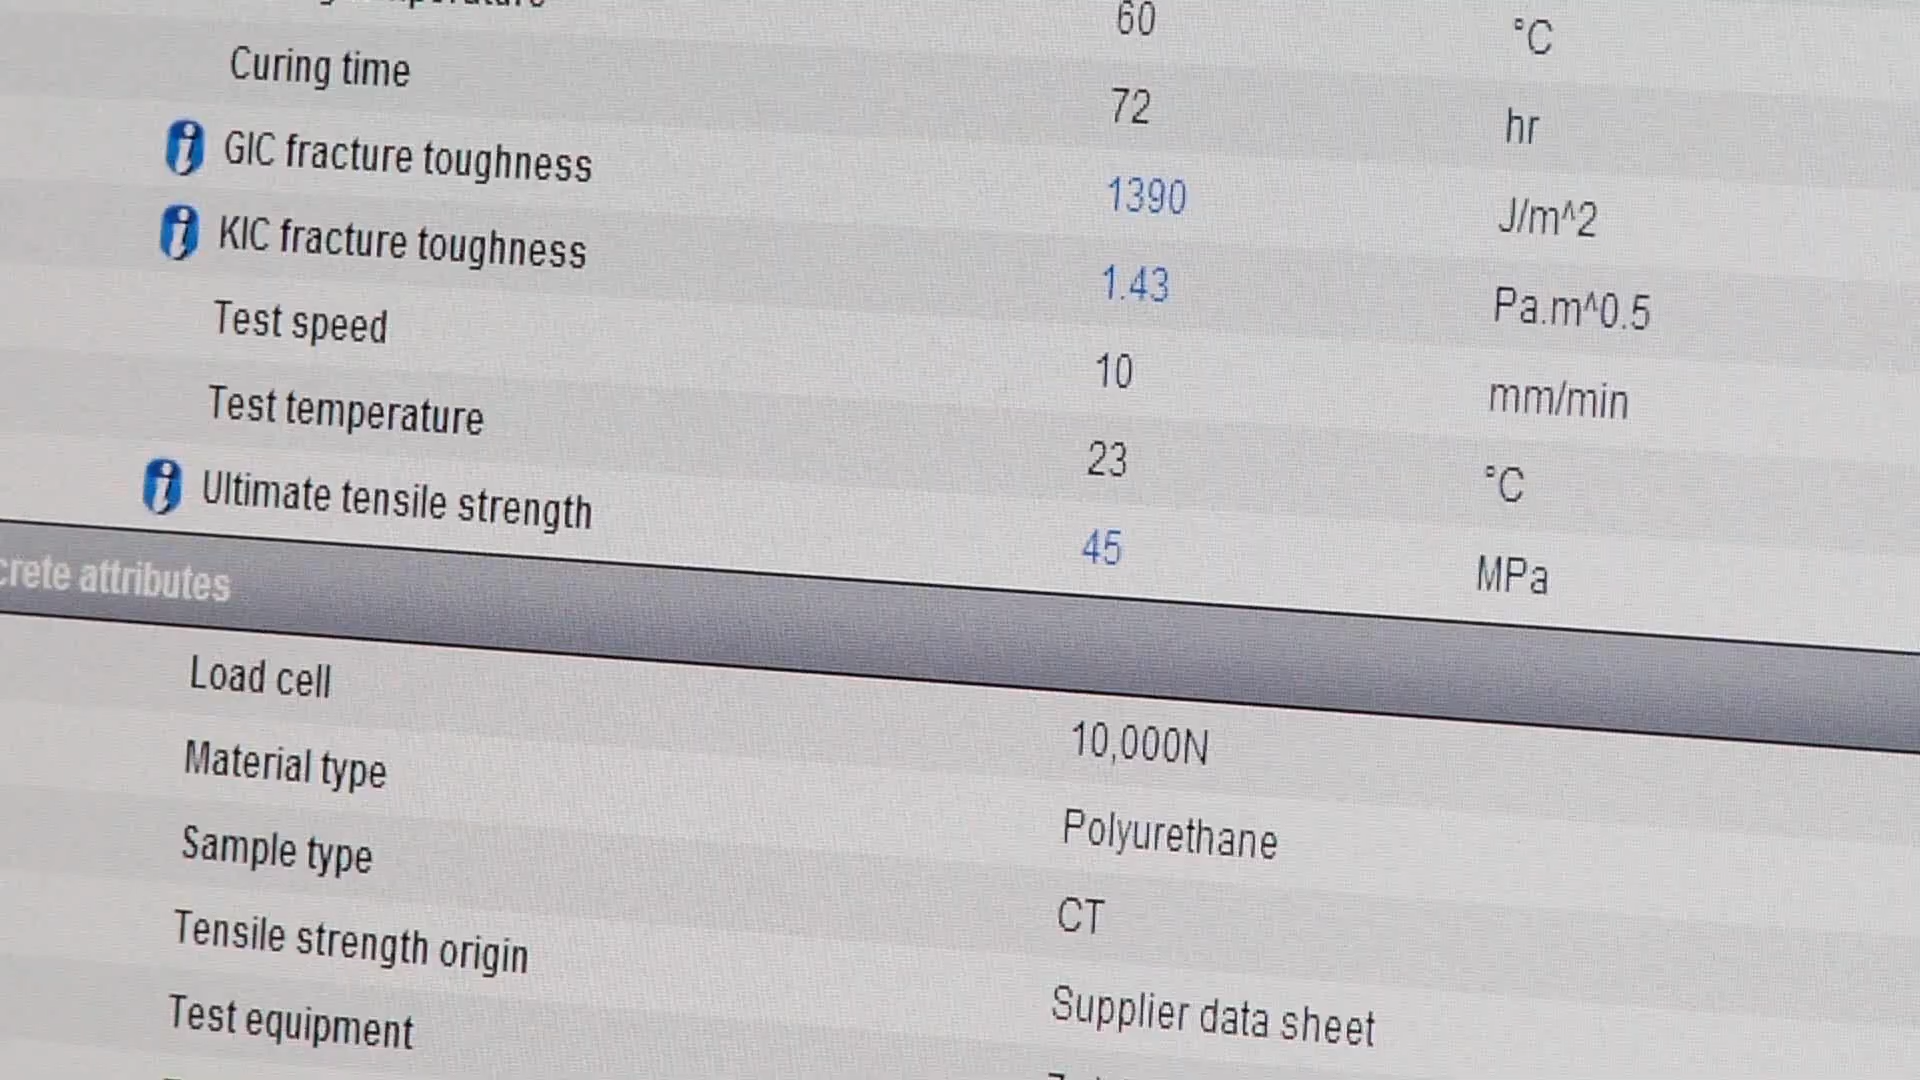 60 °C
Curing time 72 hr
GIC fracture toughness 1390 J/m^2
KIC fracture toughness 1.43 Pa.m^0.5
Test speed 10 mm/min
Test temperature 23 °C
Ultimate tensile strength 45 MPa
crete attributes
Load cell 10,000N
Material type Polyurethane
Sample type CT
Tensile strength origin Supplier data sheet
Test equipment